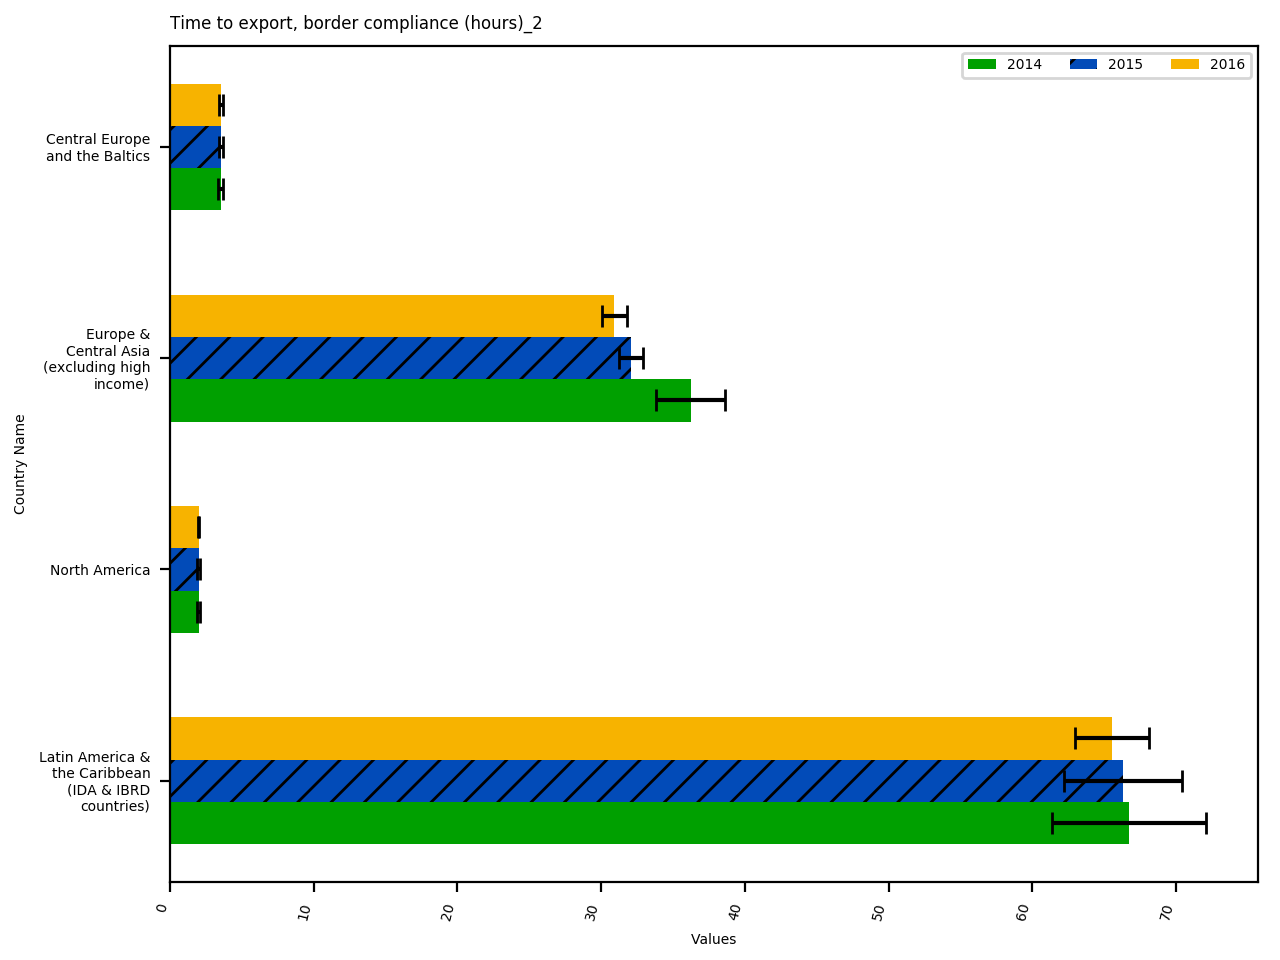 Time to export, border compliance (hours)_2
2014
2015
2016
Central Europe
and the Baltics
Europe &
Central Asia
(excluding high
income)
North America
Latin America &
the Caribbean
(IDA & IBRD
countries)
Country Name
0
10
20
30
40
50
60
70
Values